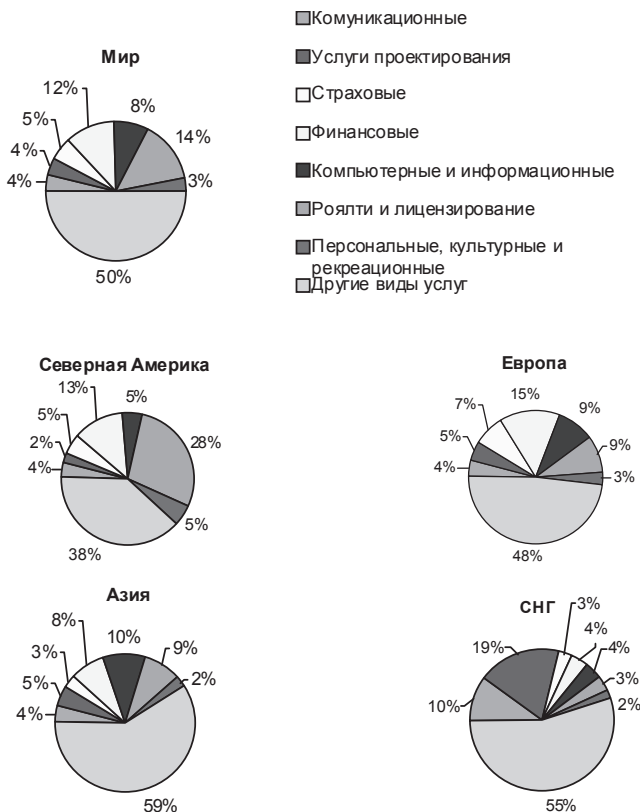 Комуникационные
Услуги проектирования
Страховые
Финансовые
Компьютерные и информационные
Роялти и лицензирование
Персональные, культурные и
рекреационные
Другие виды услуг
Мир
12%
8%
5%
14%
4%
4%
3%
50%
Северная Америка
13%
5%
5%
28%
2%
4%
5%
38%
Европа
15%
7%
9%
5%
9%
4%
3%
48%
Азия
8%
10%
3%
9%
5%
2%
4%
59%
СНГ
3%
4%
19%
4%
3%
10%
2%
55%